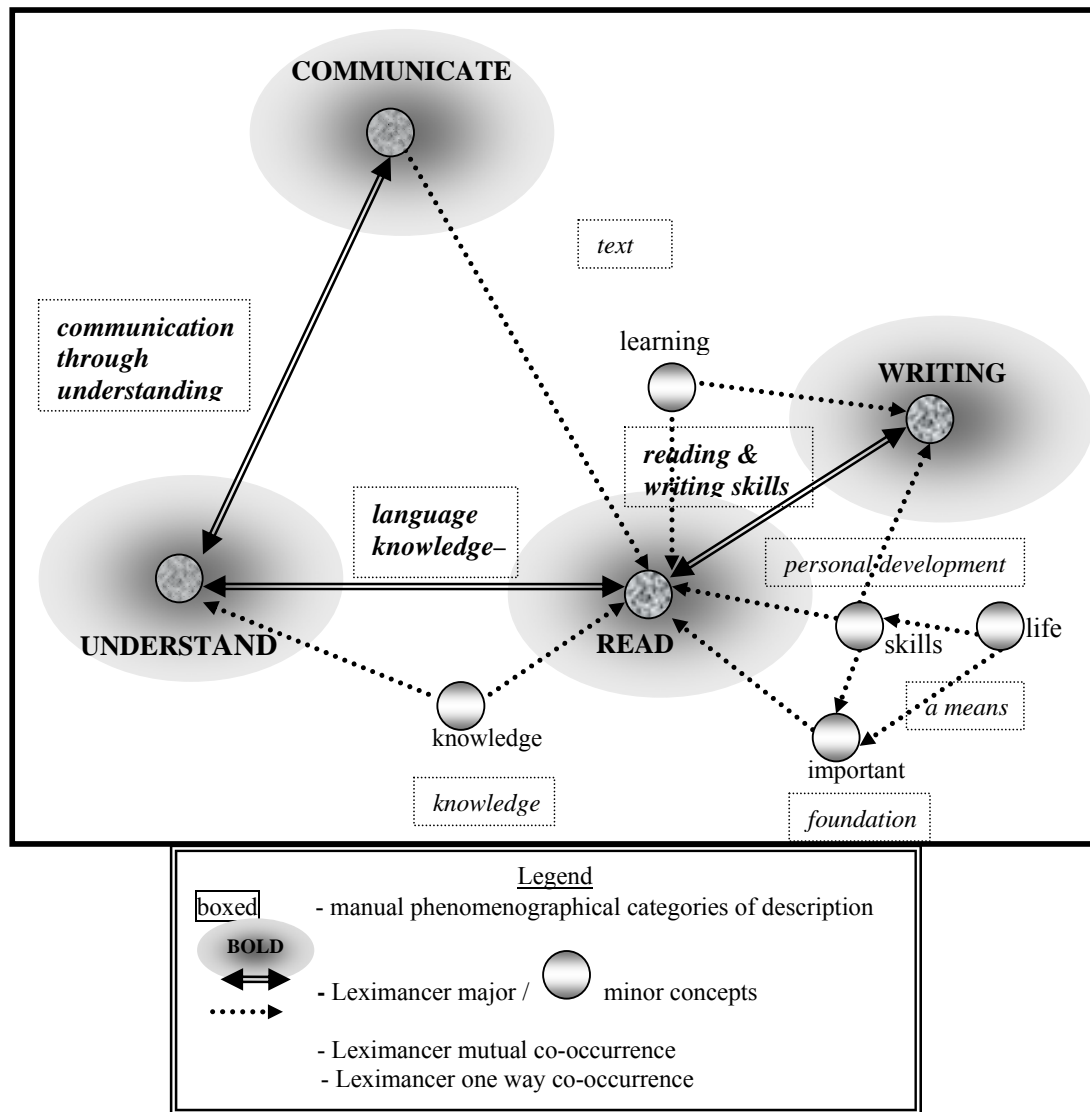 COMMUNICATE
text
communication
through
understanding
learning
WRITING
reading &
writing skills
language
knowledge–
personal development
UNDERSTAND
READ
skills
life
a means
knowledge
important
knowledge
foundation
Legend
boxed - manual phenomenographical categories of description
BOLD
- Leximancer major / minor concepts
- Leximancer mutual co-occurrence
- Leximancer one way co-occurrence